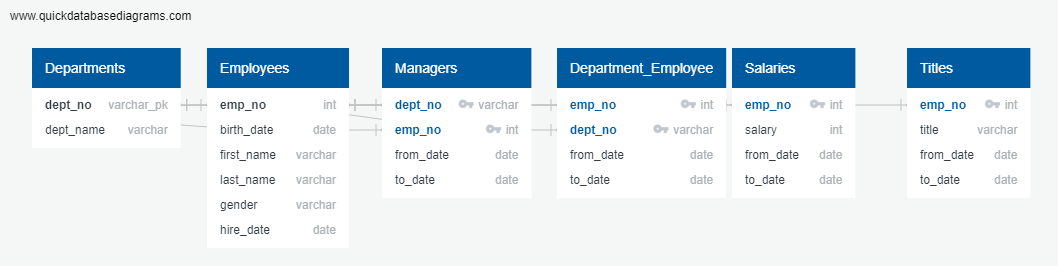 www.quickdatabasediagrams.com
Departments
dept_no varchar_pk
dept_name varchar
Employees
emp_no int
birth_date date
first_name varchar
last_name varchar
gender varchar
hire_date date
Managers
dept_no varchar
emp_no int
from_date date
to_date date
Department_Employee
emp_no int
dept_no varchar
from_date date
to_date date
Salaries
emp_no int
salary int
from_date date
to_date date
Titles
emp_no int
title varchar
from_date date
to_date date